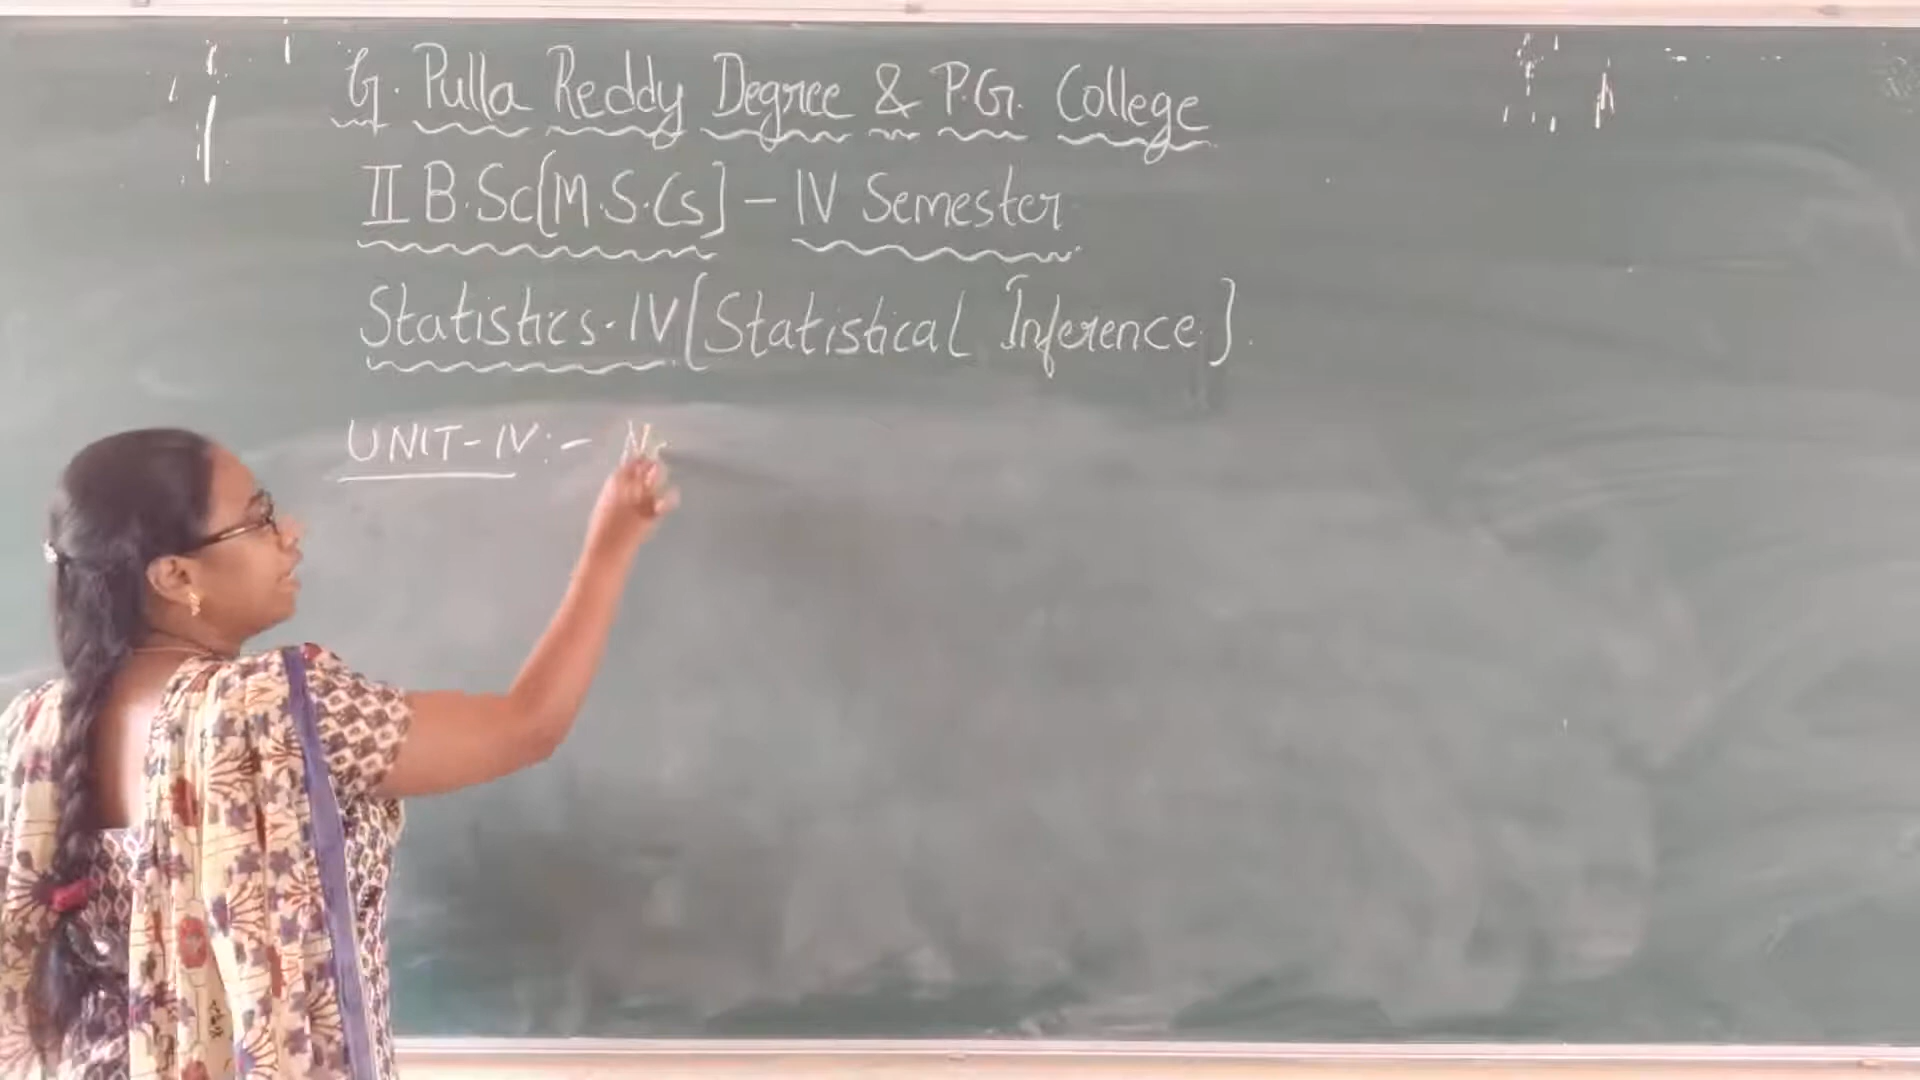 G. Pulla Reddy Degree & P.G. College
II B.Sc[M.S.Cs] - IV Semester
Statistics-IV[Statistical Inference].
UNIT-IV:- N